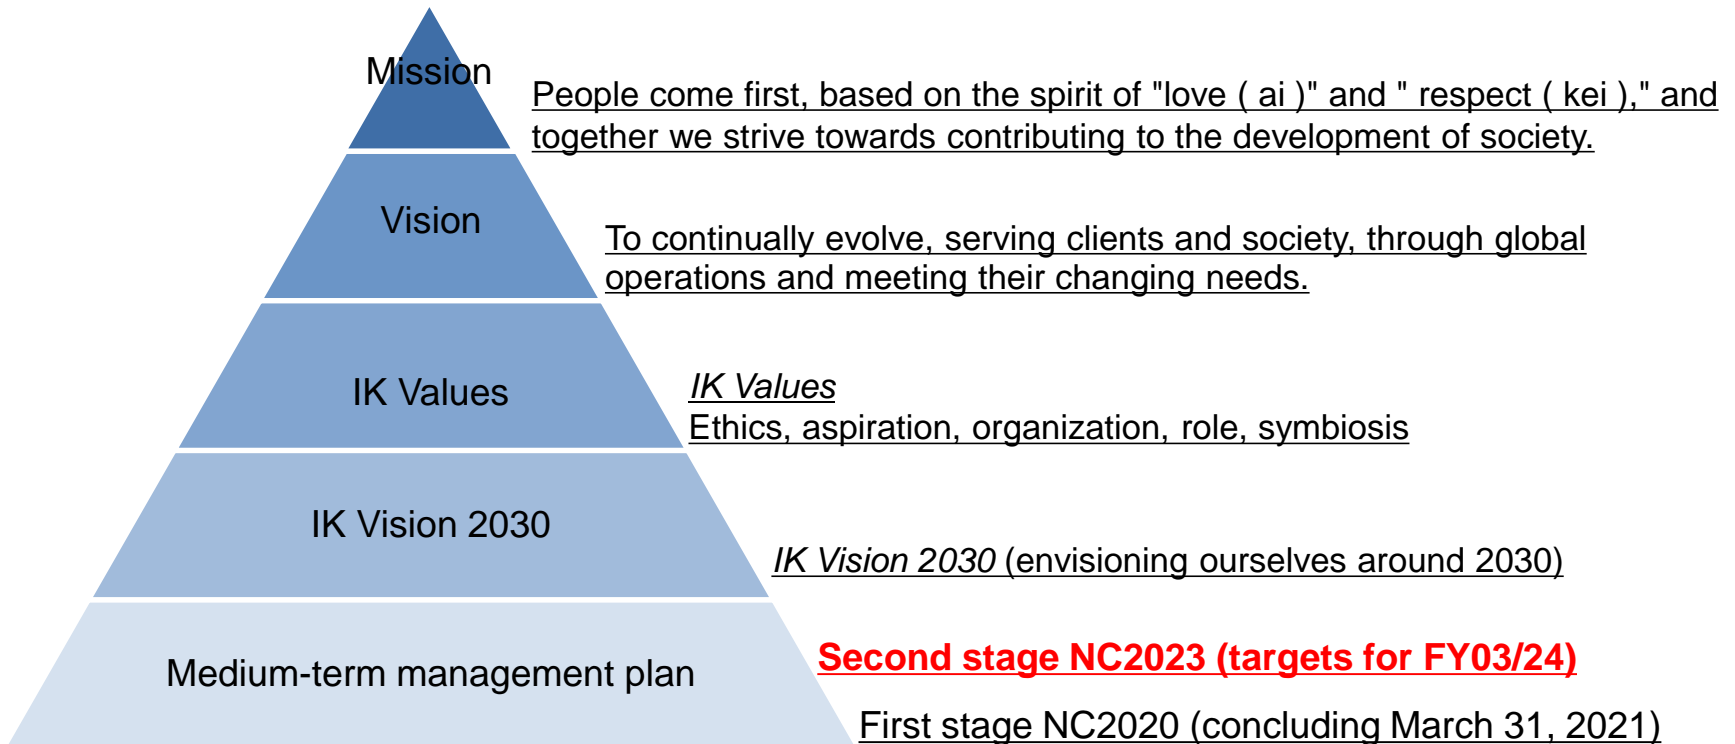 Mission
People come first, based on the spirit of "love ( ai )" and " respect ( kei )," and
together we strive towards contributing to the development of society.
Vision
To continually evolve, serving clients and society, through global
operations and meeting their changing needs.
IK Values
IK Values
Ethics, aspiration, organization, role, symbiosis
IK Vision 2030
IK Vision 2030 (envisioning ourselves around 2030)
Medium-term management plan
Second stage NC2023 (targets for FY03/24)
First stage NC2020 (concluding March 31, 2021)